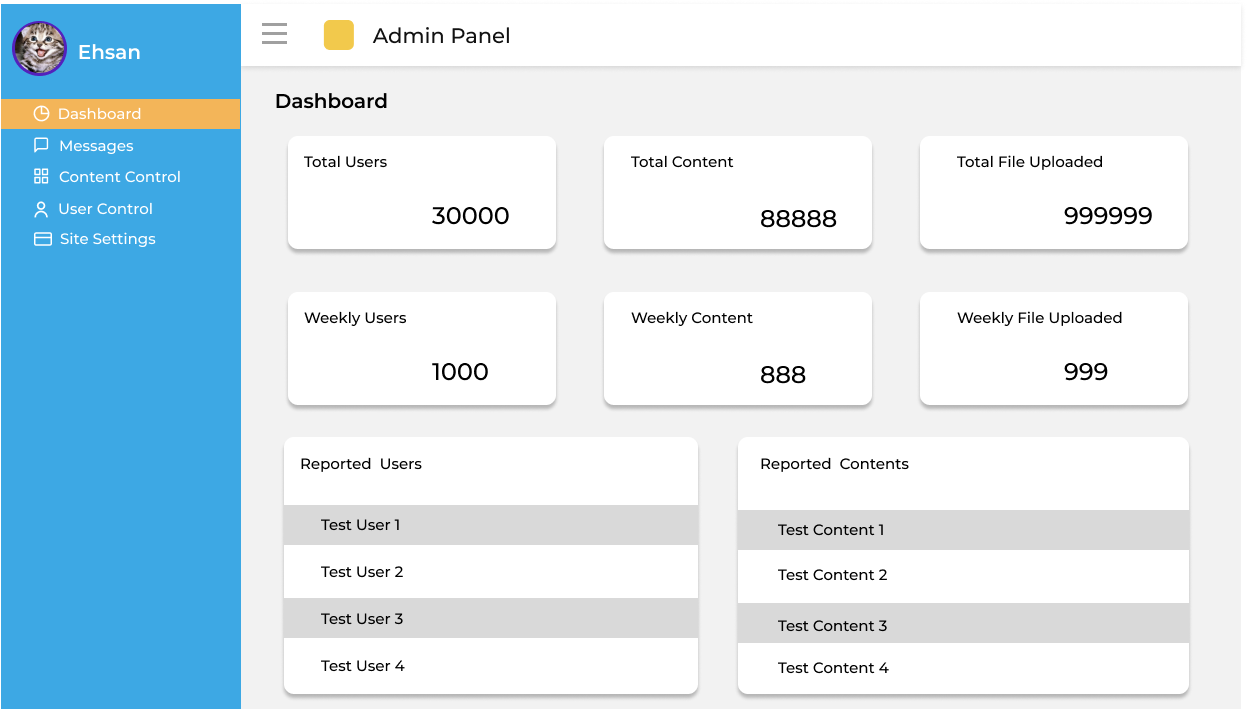 Ehsan
Dashboard
Messages
Content Control
User Control
Site Settings
Admin Panel
Dashboard
Total Users
30000
Total Content
88888
Total File Uploaded
999999
Weekly Users
1000
Weekly Content
888
Weekly File Uploaded
999
Reported Users
Test User 1
Test User 2
Test User 3
Test User 4
Reported Contents
Test Content 1
Test Content 2
Test Content 3
Test Content 4